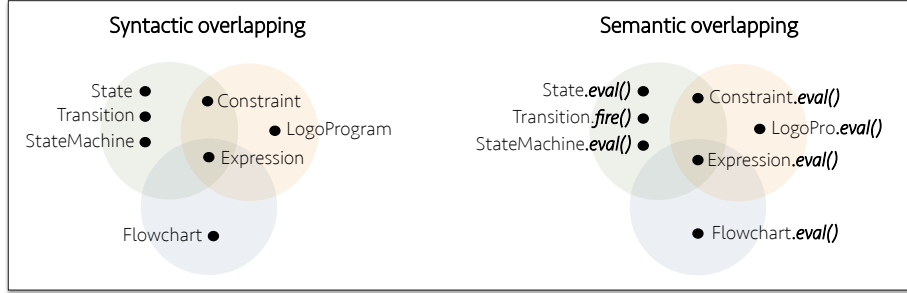 Syntactic overlapping
State
Transition
StateMachine
Constraint
LogoProgram
Expression
Flowchart
Semantic overlapping
State.eval()
Transition.fire()
StateMachine.eval()
Constraint.eval()
LogoPro.eval()
Expression.eval()
Flowchart.eval()